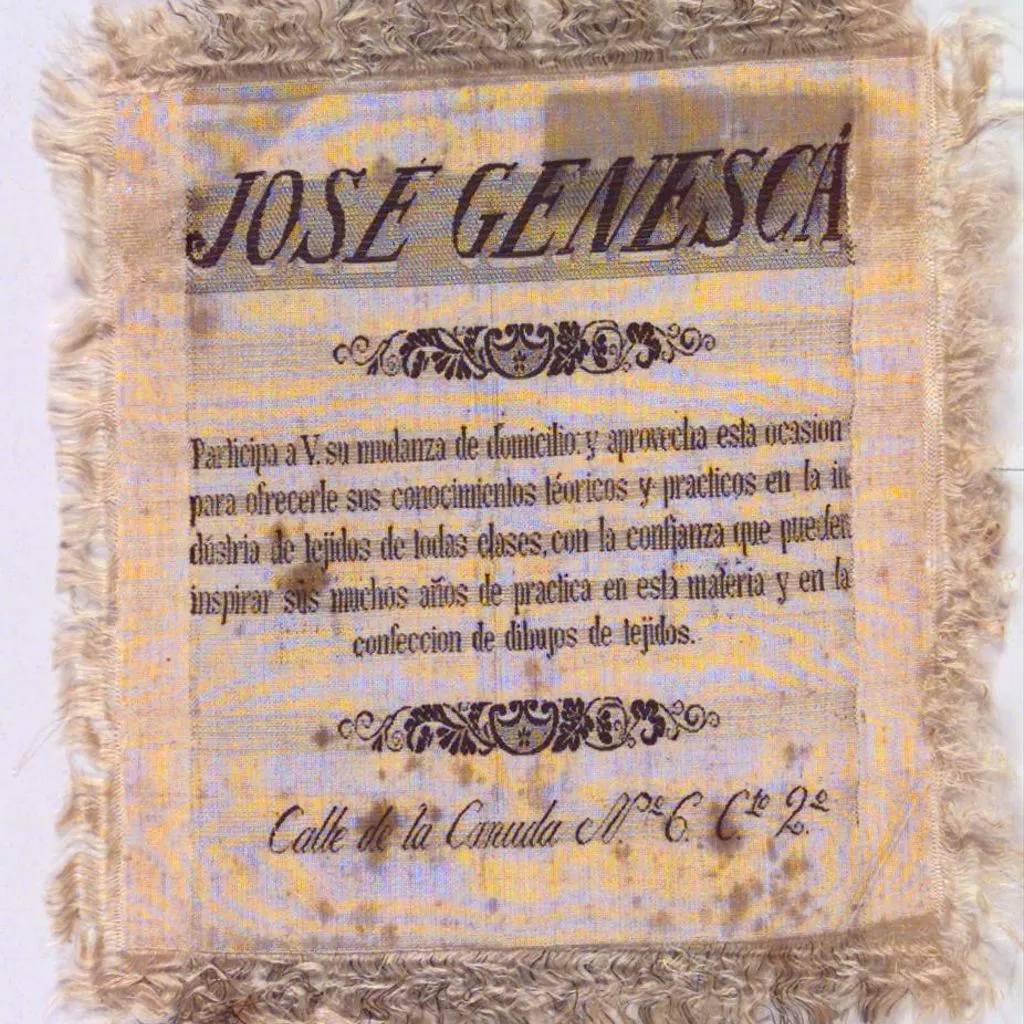 JOSÉ GENESCÁ
Participa a V. su mudanza de domicilio: y aprovecha esta ocasion
para ofrecerle sus conocimientos téoricos y practicos en la in
dústria de tejidos de todas clases, con la confianza que pueden
inspirar sus muchos años de practica en esta materia y en la
confeccion de dibujos de tejidos.
Calle de la Canuda Nº 6. Cto 2º